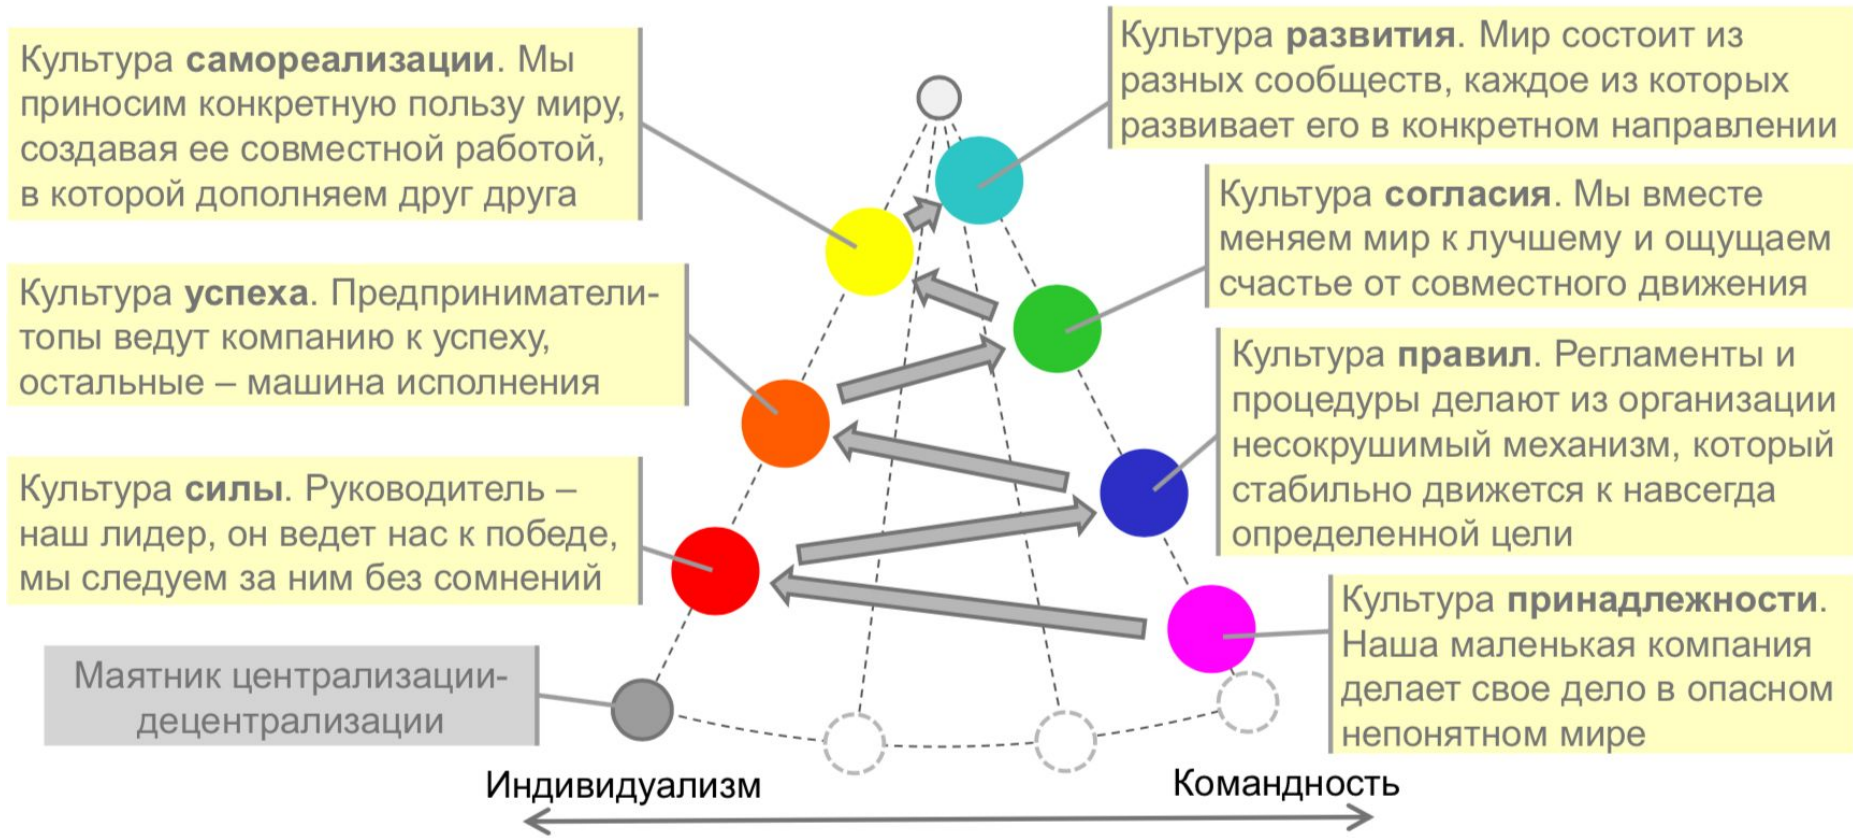 Культура самореализации. Мы
приносим конкретную пользу миру,
создавая ее совместной работой,
в которой дополняем друг друга
Культура развития. Мир состоит из
разных сообществ, каждое из которых
развивает его в конкретном направлении
Культура согласия. Мы вместе
меняем мир к лучшему и ощущаем
счастье от совместного движения
Культура успеха. Предприниматели-
топы ведут компанию к успеху,
остальные – машина исполнения
Культура правил. Регламенты и
процедуры делают из организации
несокрушимый механизм, который
стабильно движется к навсегда
определенной цели
Культура силы. Руководитель –
наш лидер, он ведет нас к победе,
мы следуем за ним без сомнений
Культура принадлежности.
Наша маленькая компания
делает свое дело в опасном
непонятном мире
Маятник централизации-
децентрализации
Индивидуализм
Командность